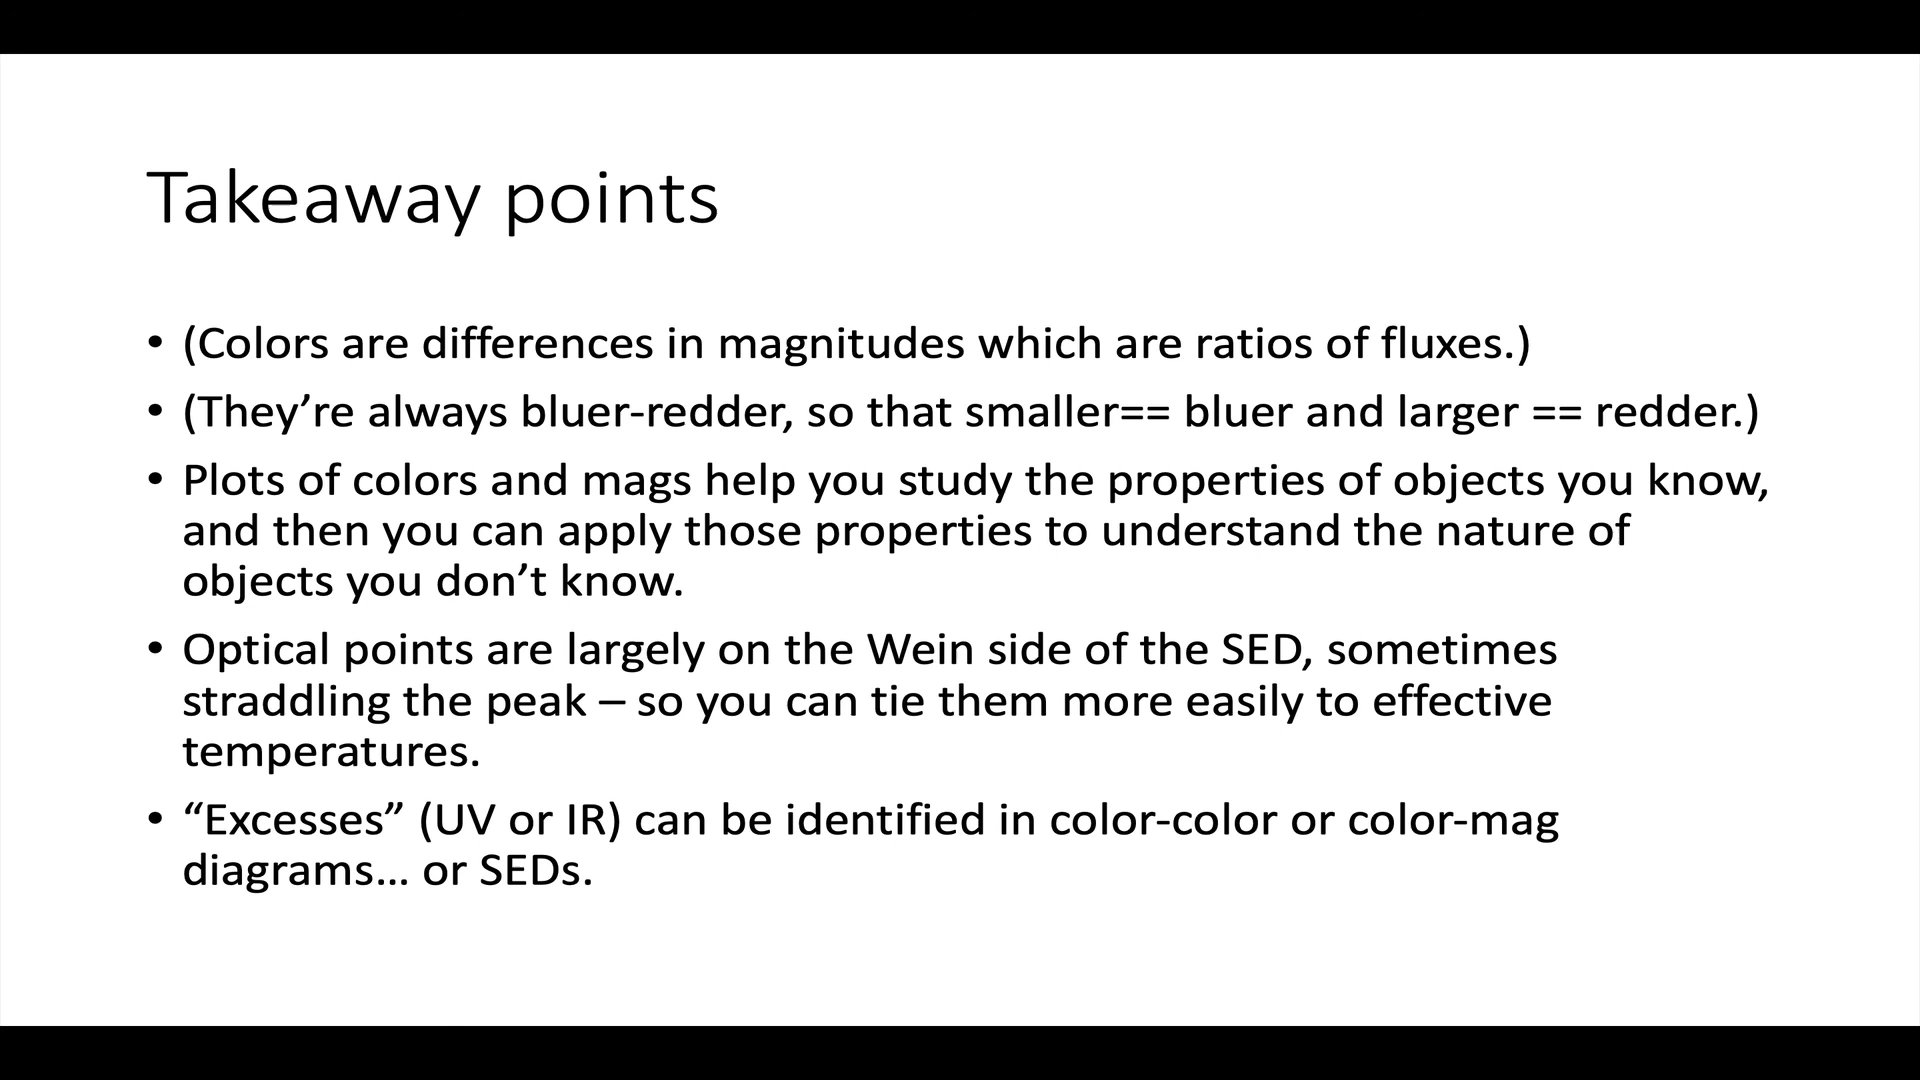 Takeaway points
• (Colors are differences in magnitudes which are ratios of fluxes.)
• (They’re always bluer-redder, so that smaller== bluer and larger == redder.)
• Plots of colors and mags help you study the properties of objects you know,
and then you can apply those properties to understand the nature of
objects you don’t know.
• Optical points are largely on the Wein side of the SED, sometimes
straddling the peak – so you can tie them more easily to effective
temperatures.
• “Excesses” (UV or IR) can be identified in color-color or color-mag
diagrams… or SEDs.